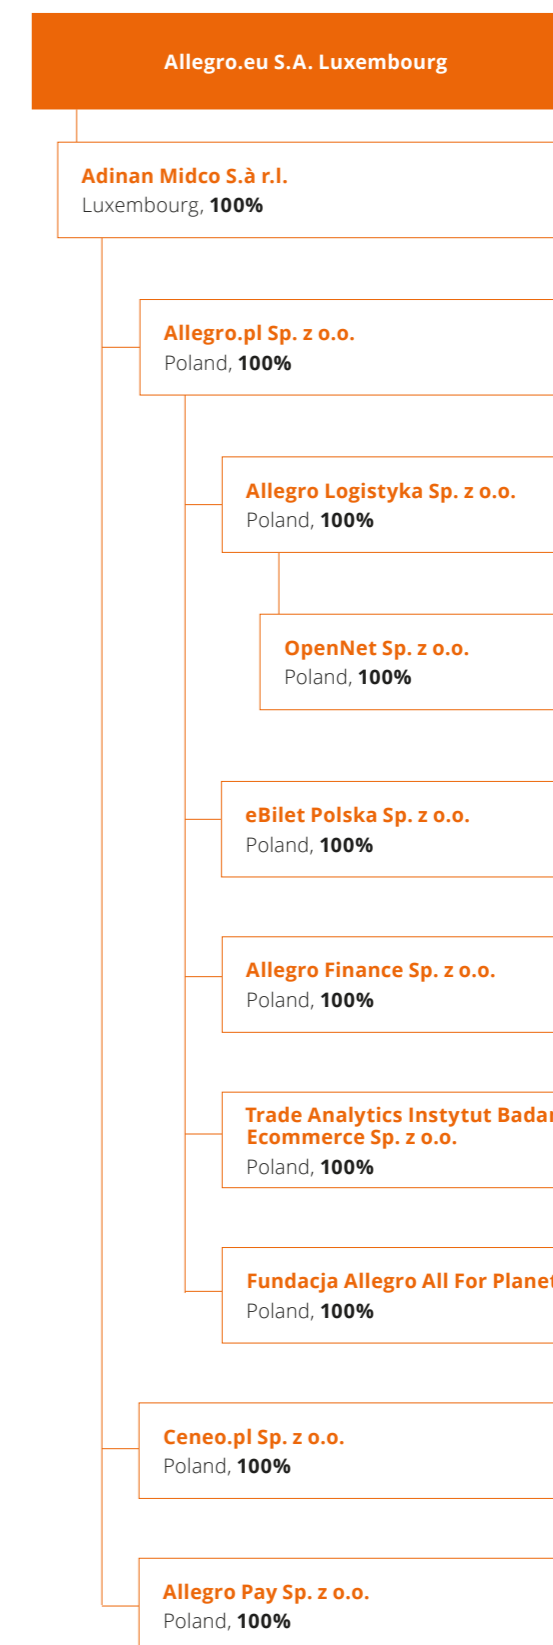 Allegro.eu S.A. Luxembourg
Adinan Midco S.à r.l.
Luxembourg, 100%
Allegro.pl Sp. z o.o.
Poland, 100%
Allegro Logistyka Sp. z o.o.
Poland, 100%
OpenNet Sp. z o.o.
Poland, 100%
eBilet Polska Sp. z o.o.
Poland, 100%
Allegro Finance Sp. z o.o.
Poland, 100%
Trade Analytics Instytut
Ecommerce Sp. z o.o.
Poland, 100%
Fundacja Allegro All For Planet
Poland, 100%
Ceneo.pl Sp. z o.o.
Poland, 100%
Allegro Pay Sp. z o.o.
Poland, 100%